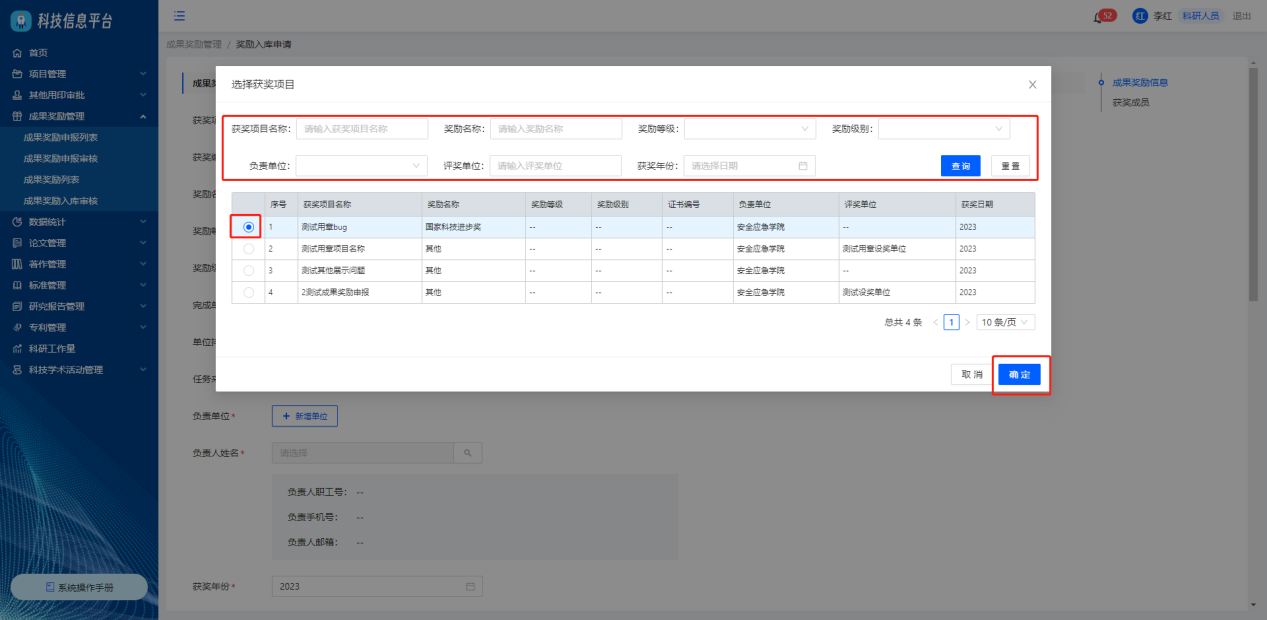 科技信息平台
52 红 李红 科研人员 退出
成果奖励管理 / 奖励入库申请
首页
项目管理
其他用印审批
成果奖励管理
成果奖励申报列表
成果奖励申报审核
成果奖励列表
成果奖励入库审核
数据统计
论文管理
著作管理
标准管理
研究报告管理
专利管理
科研工作量
科技学术活动管理
系统操作手册
成果奖
成果奖励信息
获奖成员
选择获奖项目
获奖项目名称: 请输入获奖项目名称 奖励名称: 请输入奖励名称 奖励等级: 奖励级别:
负责单位: 评奖单位: 请输入评奖单位 获奖年份: 请选择日期 查 询 重 置
序号 获奖项目名称 奖励名称 奖励等级 奖励级别 证书编号 负责单位 评奖单位 获奖日期
1 测试用章bug 国家科技进步奖 -- -- -- 安全应急学院 -- 2023
2 测试用章项目名称 其他 -- -- -- 安全应急学院 测试用章设奖单位 2023
3 测试其他展示问题 其他 -- -- -- 安全应急学院 -- 2023
4 2测试成果奖励申报 其他 -- -- -- 安全应急学院 测试设奖单位 2023
总共 4 条 < 1 > 10 条/页
取 消 确 定
负责单位* + 新增单位
负责人姓名* 请选择
负责人职工号: --
负责手机号: --
负责人邮箱: --
获奖年份* 2023